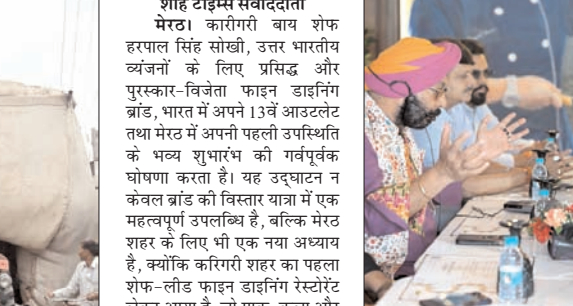 शाह टाइम्स संवाददाता
मेरठ। कारीगरी बाय शेफ
हरपाल सिंह सोखी, उत्तर भारतीय
व्यंजनों के लिए प्रसिद्ध और
पुरस्कार-विजेता फाइन डाइनिंग
ब्रांड, भारत में अपने 13वें आउटलेट
तथा मेरठ में अपनी पहली उपस्थिति
के भव्य शुभारंभ की गर्वपूर्वक
घोषणा करता है। यह उद्घाटन न
केवल ब्रांड की विस्तार यात्रा में एक
महत्वपूर्ण उपलब्धि है, बल्कि मेरठ
शहर के लिए भी एक नया अध्याय
है, क्योंकि करिगरी शहर का पहला
शेफ-लीड फाइन डाइनिंग रेस्टोरेंट